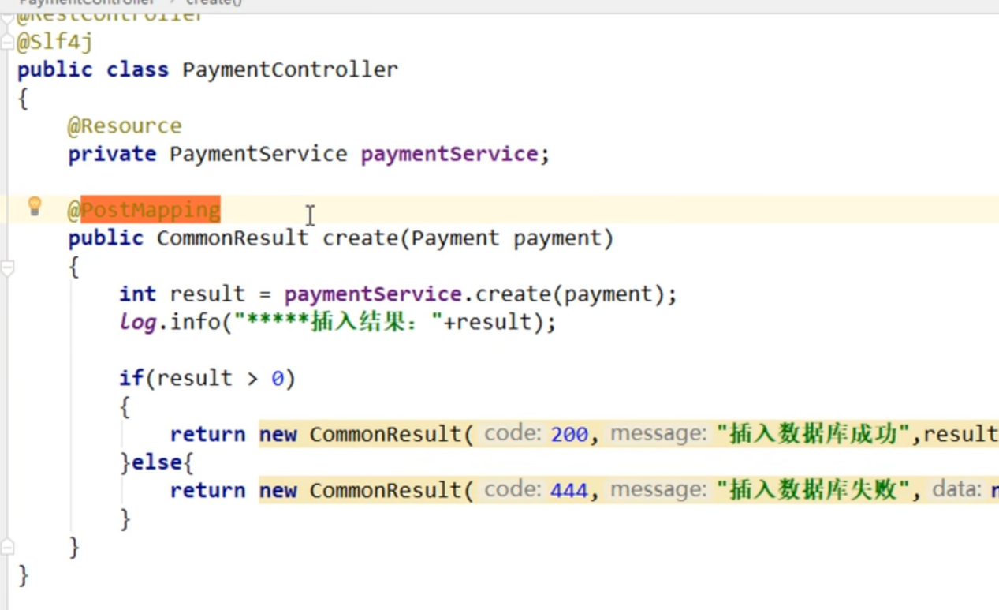 PaymentController > create()
@RestController
@Slf4j
public class PaymentController
{
@Resource
private PaymentService paymentService;
@PostMapping
public CommonResult create(Payment payment)
{
int result = paymentService.create(payment);
log.info("*****插入结果："+result);
if(result > 0)
{
return new CommonResult( code: 200, message: "插入数据库成功",result
}else{
return new CommonResult( code: 444, message: "插入数据库失败", data: n
}
}
}